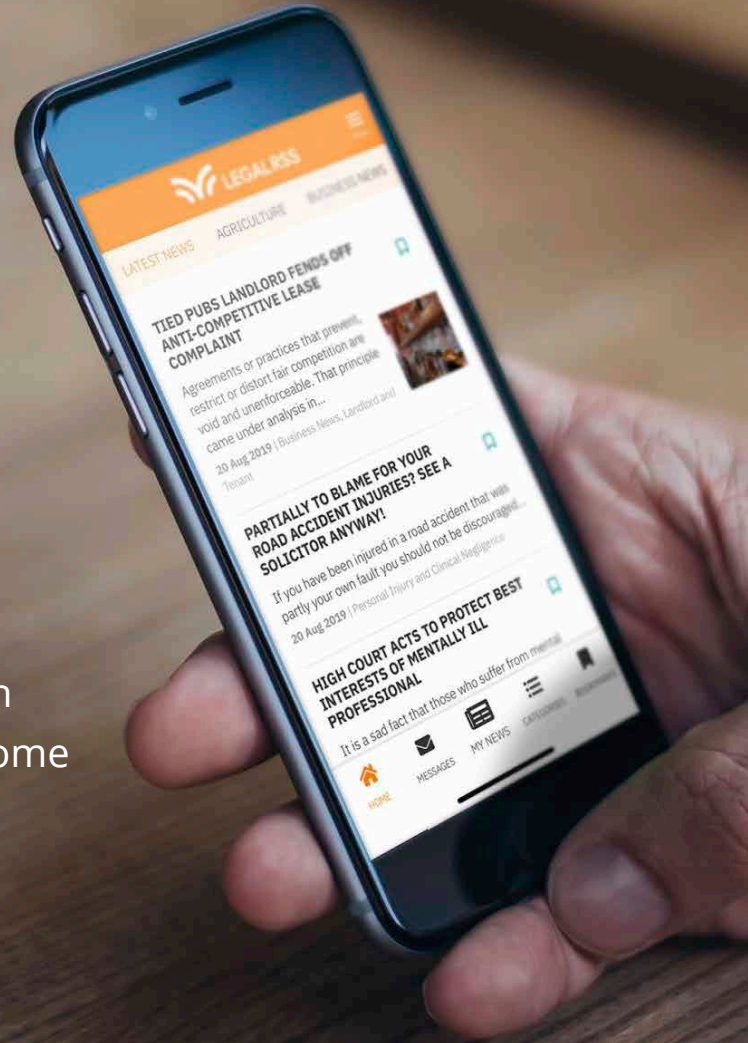 LEGALRSS
LATEST NEWS AGRICULTURE BUSINESS NEWS
TIED PUBS LANDLORD FENDS OFF
ANTI-COMPETITIVE LEASE
COMPLAINT
Agreements or practices that prevent,
restrict or distort fair competition are
void and unenforceable. That principle
came under analysis in...
20 Aug 2019 | Business News, Landlord and
Tenant
PARTIALLY TO BLAME FOR YOUR
ROAD ACCIDENT INJURIES? SEE A
SOLICITOR ANYWAY!
If you have been injured in a road accident that was
partly your own fault you should not be discouraged...
20 Aug 2019 | Personal Injury and Clinical Negligence
HIGH COURT ACTS TO PROTECT BEST
INTERESTS OF MENTALLY ILL
PROFESSIONAL
It is a sad fact that those who suffer from mental
HOME MESSAGES MY NEWS CATEGORIES BOOKMARKS
n
ome